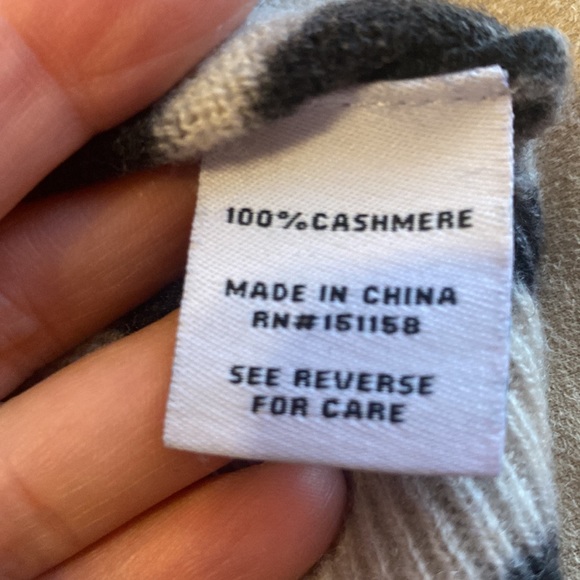 100%CASHMERE
MADE IN CHINA
RN#151158
SEE REVERSE
FOR CARE